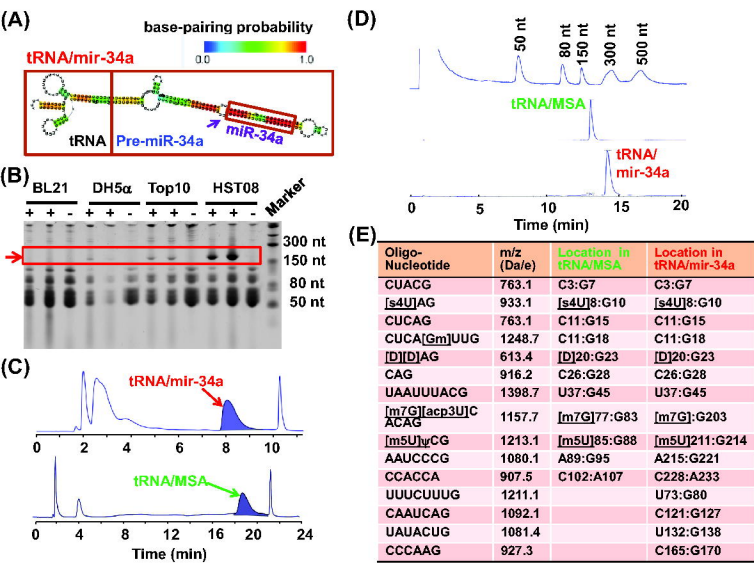 (A)
base-pairing probability
0.0 1.0
tRNA/mir-34a
tRNA
Pre-miR-34a
miR-34a
(B)
BL21 DH5α Top10 HST08 Marker
+ + - + + - + + - + + -
300 nt
150 nt
80 nt
50 nt
(C)
tRNA/mir-34a
0 2 4 6 8 10 12
tRNA/MSA
0 4 8 12 16 20 24
Time (min)
(D)
50 nt 80 nt 150 nt 300 nt 500 nt
tRNA/MSA
tRNA/
mir-34a
0 5 10 15 20
Time (min)
(E)
Oligo- m/z Location in Location in
Nucleotide (Da/e) tRNA/MSA tRNA/mir-34a
CUACG 763.1 C3:G7 C3:G7
[s4U]AG 933.1 [s4U]8:G10 [s4U]8:G10
CUCAG 763.1 C11:G15 C11:G15
CUCA[Gm]UUG 1248.7 C11:G18 C11:G18
[D][D]AG 613.4 [D]20:G23 [D]20:G23
CAG 916.2 C26:G28 C26:G28
UAAUUUACG 1398.7 U37:G45 U37:G45
[m7G][acp3U]C
ACAG 1157.7 [m7G]77:G83 [m7G]:G203
[m5U]ψCG 1213.1 [m5U]85:G88 [m5U]211:G214
AAUCCCG 1080.1 A89:G95 A215:G221
CCACCA 907.5 C102:A107 C228:A233
UUUCUUUG 1211.1 U73:G80
CAAUCAG 1092.1 C121:G127
UAUACUG 1081.4 U132:G138
CCCAAG 927.3 C165:G170